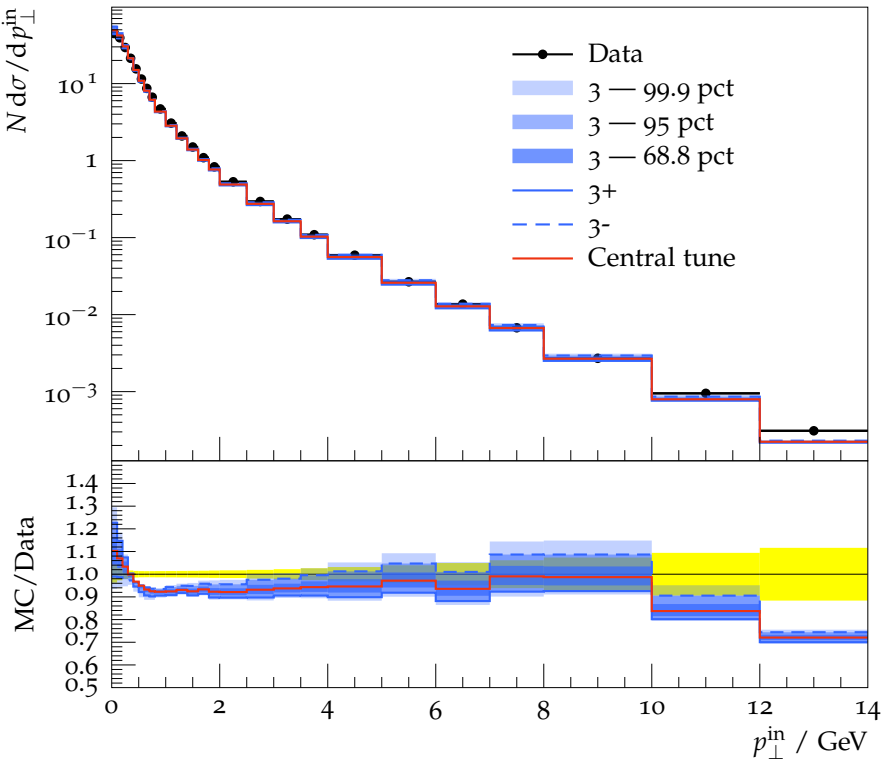 N dσ/dp⊥^in
10^1
1
10^−1
10^−2
10^−3
Data
3 — 99.9 pct
3 — 95 pct
3 — 68.8 pct
3+
3-
Central tune
MC/Data
1.4
1.3
1.2
1.1
1.0
0.9
0.8
0.7
0.6
0.5
0 2 4 6 8 10 12 14
p⊥^in / GeV